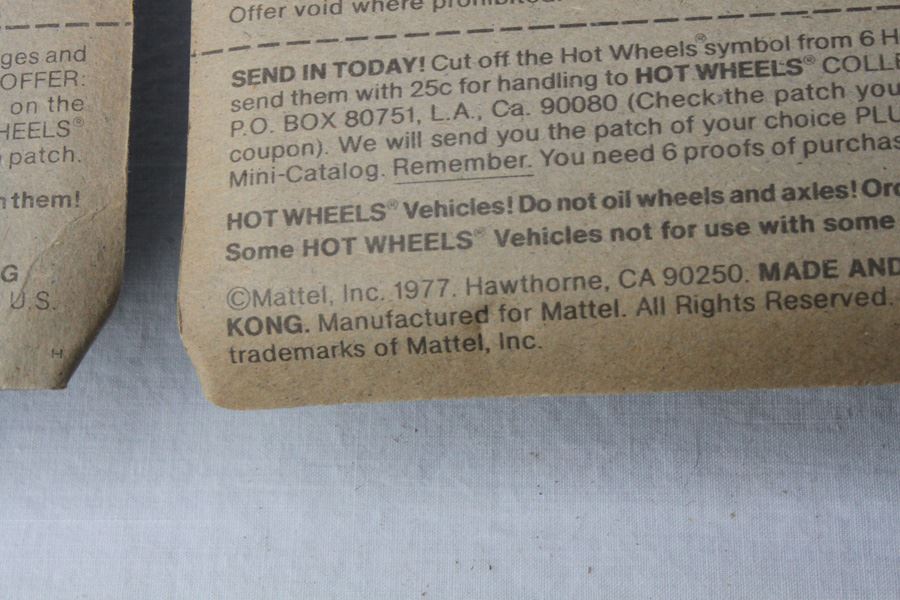 ges and
OFFER:
on the
HEELS®
patch.
them!
G
U.S.
H
Offer void where prohibited.
SEND IN TODAY! Cut off the Hot Wheels® symbol from 6 H
send them with 25c for handling to HOT WHEELS® COLLE
P.O. BOX 80751, L.A., Ca. 90080 (Check the patch you
coupon). We will send you the patch of your choice PLU
Mini-Catalog. Remember. You need 6 proofs of purchas
HOT WHEELS® Vehicles! Do not oil wheels and axles! Ord
Some HOT WHEELS® Vehicles not for use with some
©Mattel, Inc. 1977. Hawthorne, CA 90250. MADE AND
KONG. Manufactured for Mattel. All Rights Reserved.
trademarks of Mattel, Inc.